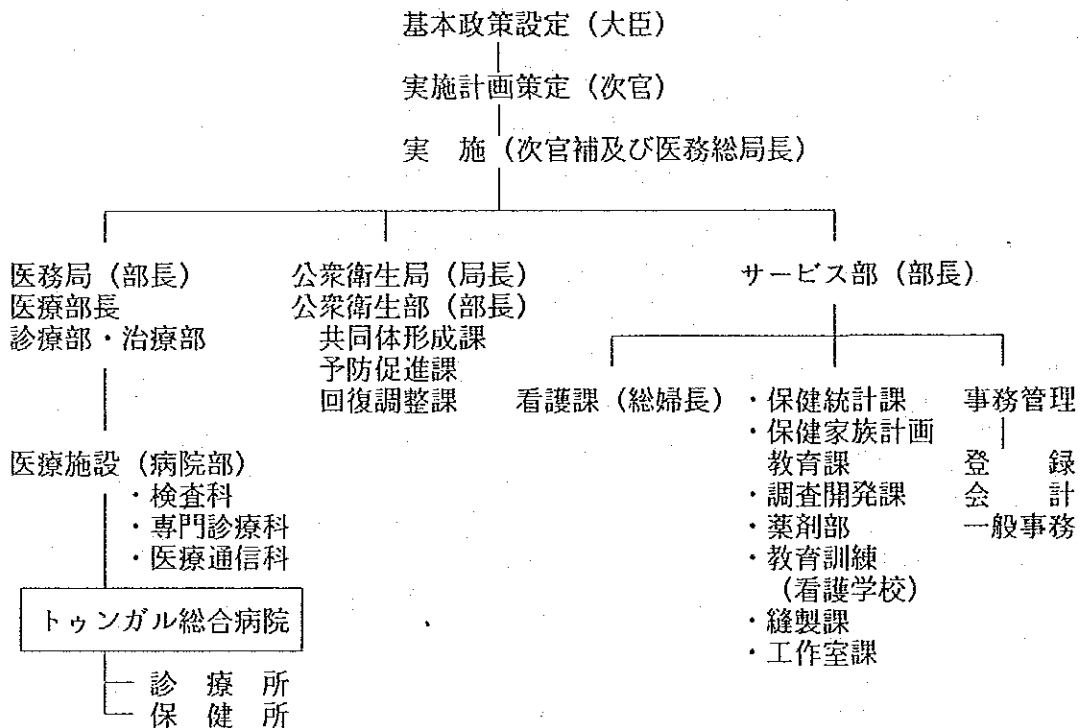 基本政策設定（大臣）
実施計画策定（次官）
実　施（次官補及び医務総局長）
医務局（部長）
医療部長
診療部・治療部
医療施設（病院部）
・検査科
・専門診療科
・医療通信科
トゥンガル総合病院
診　療　所
保　健　所
公衆衛生局（局長）
公衆衛生部（部長）
共同体形成課
予防促進課
回復調整課
サービス部（部長）
看護課（総婦長）
・保健統計課
・保健家族計画
教育課
・調査開発課
・薬剤部
・教育訓練
（看護学校）
・縫製課
・工作室課
事務管理
登　　録
会　　計
一般事務